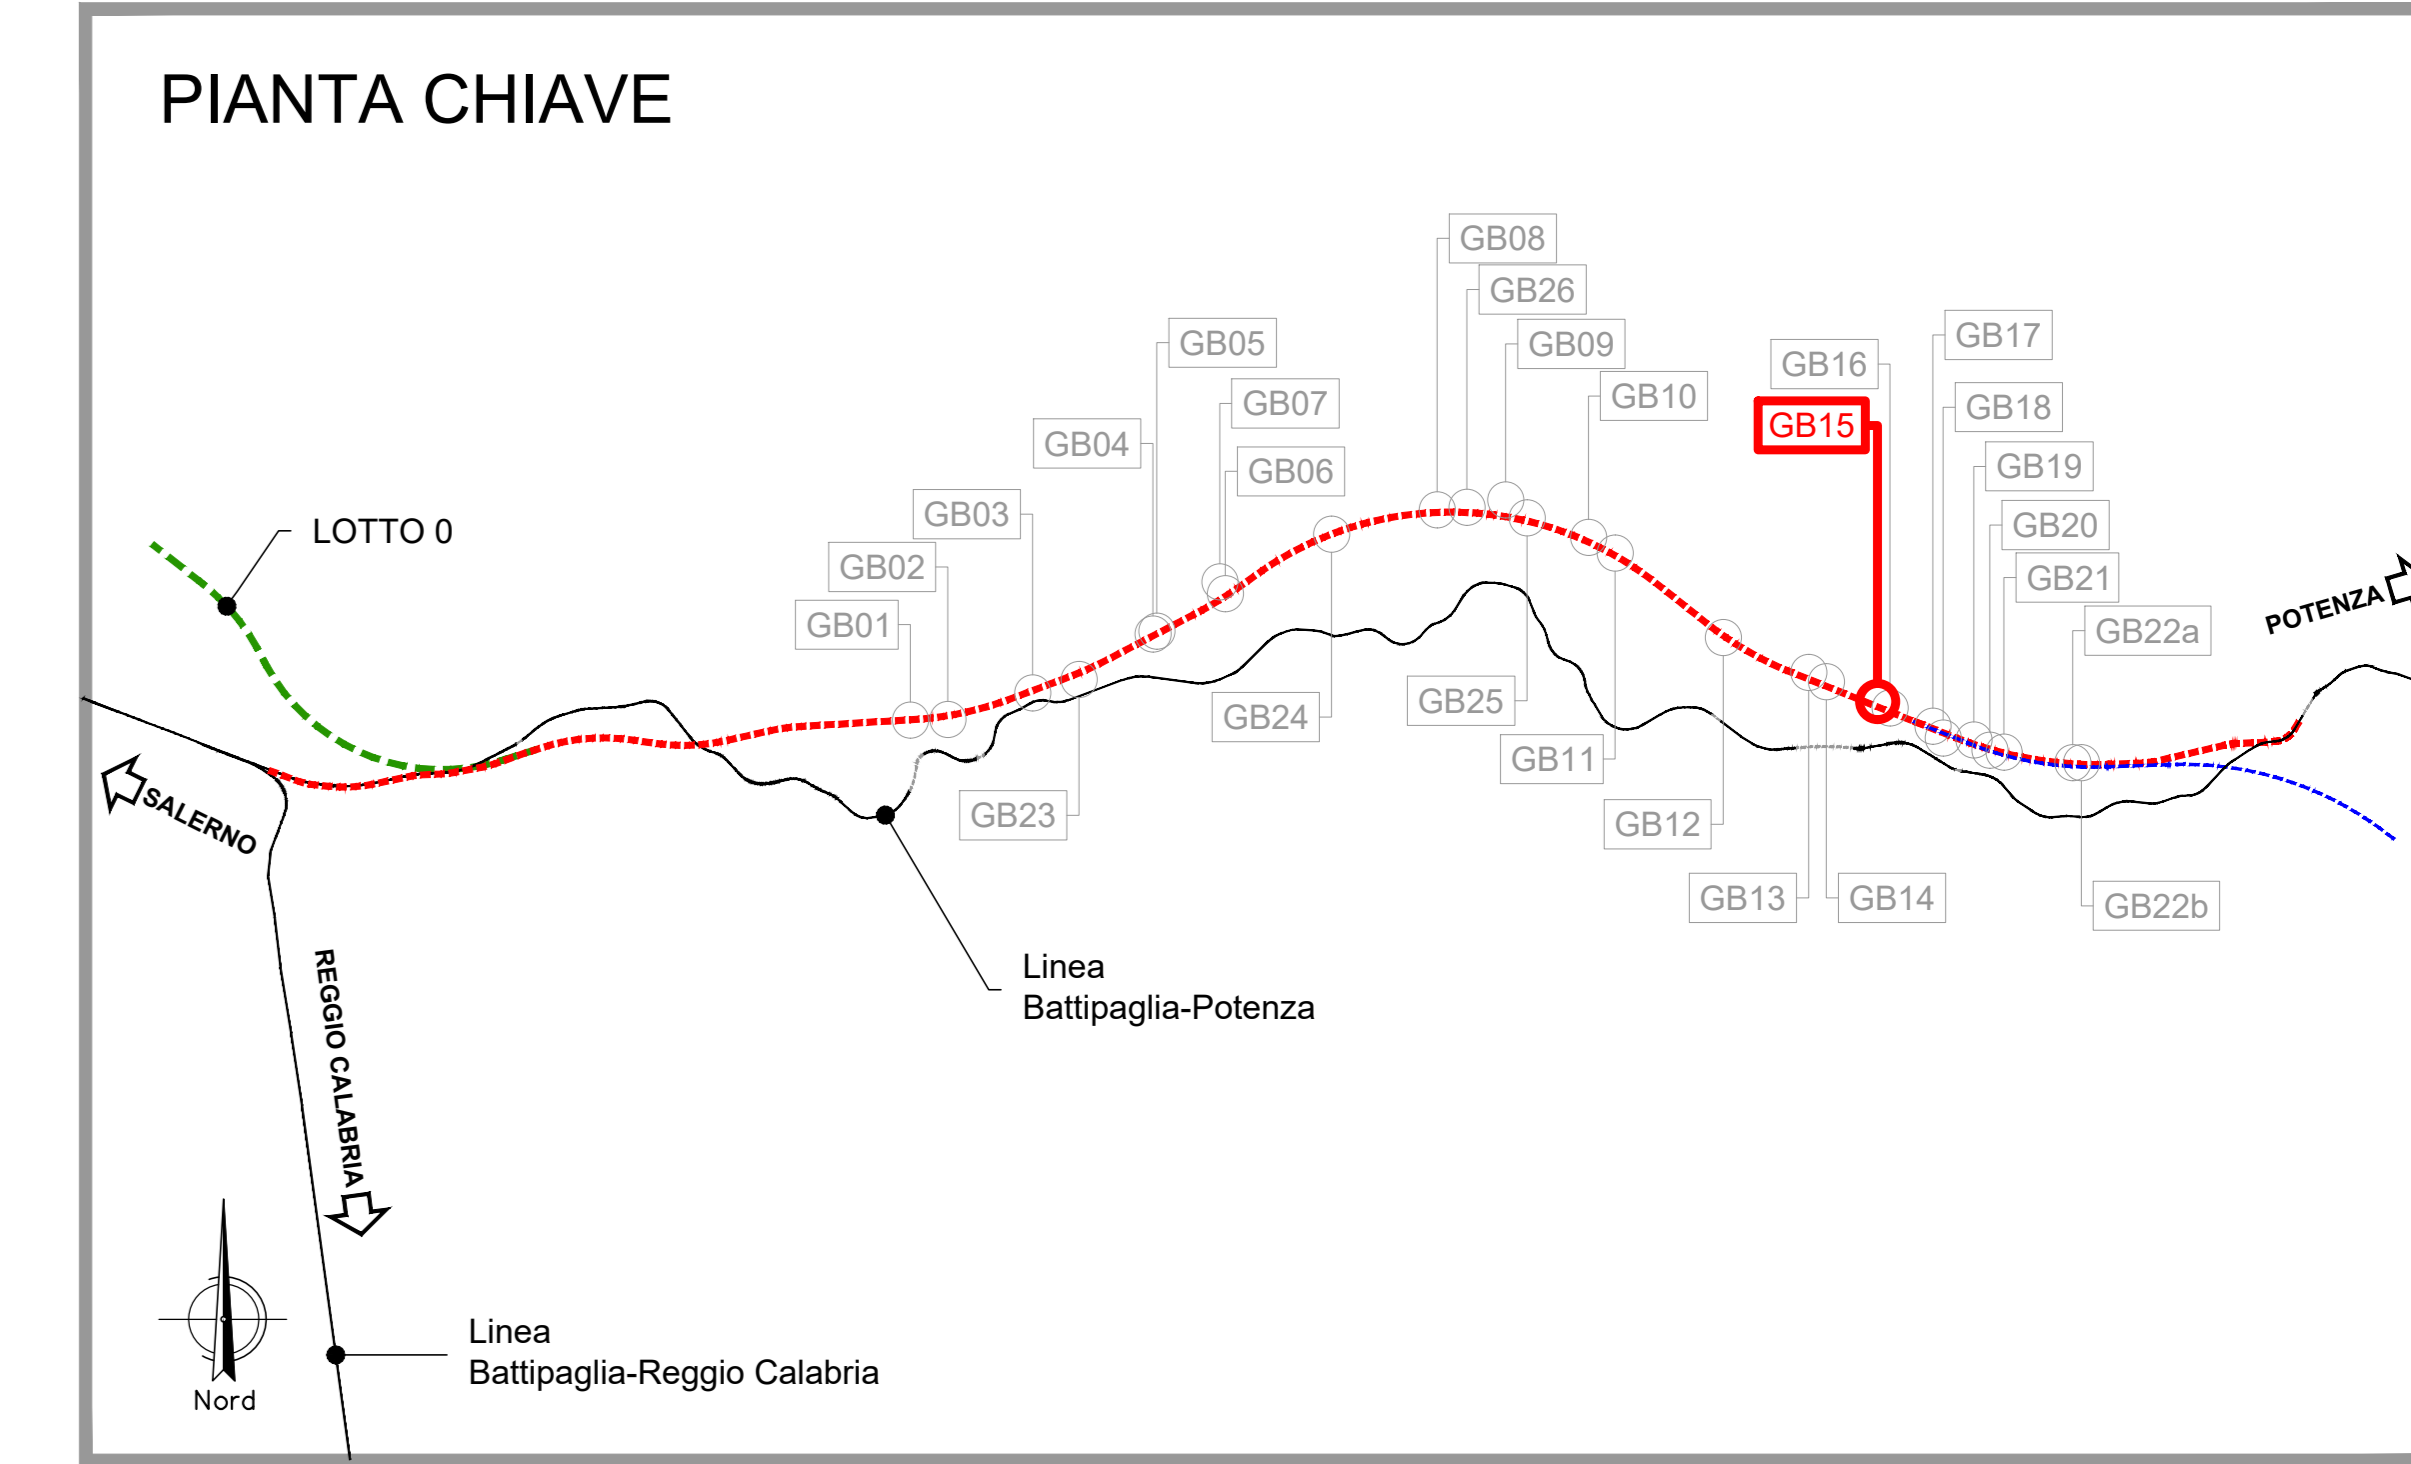 PIANTA CHIAVE
GB08
GB26
GB17
GB05
GB09
GB16
GB07
GB10
GB18
GB15
GB04
GB06
GB19
GB03
GB20
LOTTO 0
GB02
GB21
POTENZA
GB01
GB22a
GB25
GB24
GB11
SALERNO
GB23
GB12
GB13
GB14
GB22b
REGGIO CALABRIA
Linea
Battipaglia-Potenza
Linea
Battipaglia-Reggio Calabria
Nord